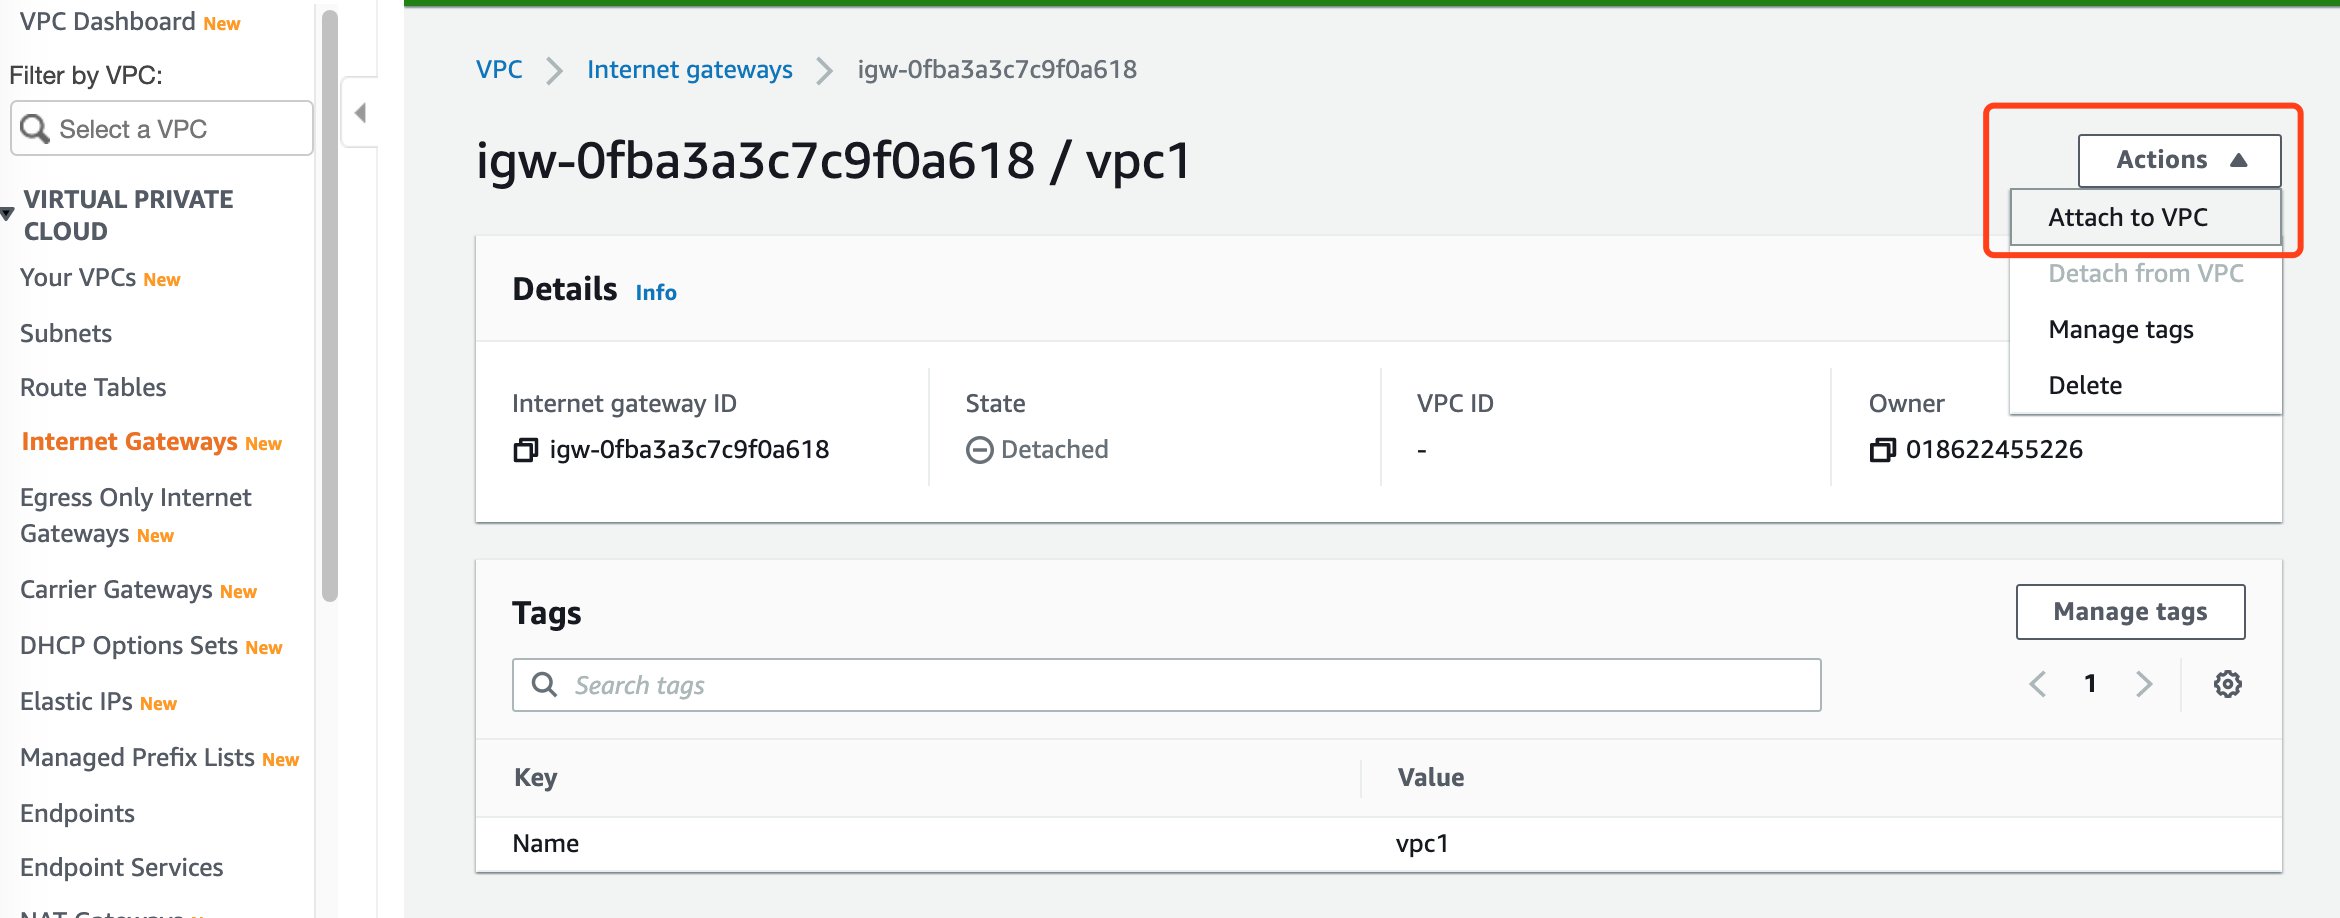 VPC Dashboard New
Filter by VPC:
Select a VPC
VIRTUAL PRIVATE
CLOUD
Your VPCs New
Subnets
Route Tables
Internet Gateways New
Egress Only Internet
Gateways New
Carrier Gateways New
DHCP Options Sets New
Elastic IPs New
Managed Prefix Lists New
Endpoints
Endpoint Services
VPC
Internet gateways
igw-0fba3a3c7c9f0a618
igw-0fba3a3c7c9f0a618 / vpc1
Actions
Attach to VPC
Detach from VPC
Manage tags
Delete
Details Info
Internet gateway ID
igw-0fba3a3c7c9f0a618
State
Detached
VPC ID
-
Owner
018622455226
Tags
Manage tags
Search tags
1
Key Value
Name vpc1